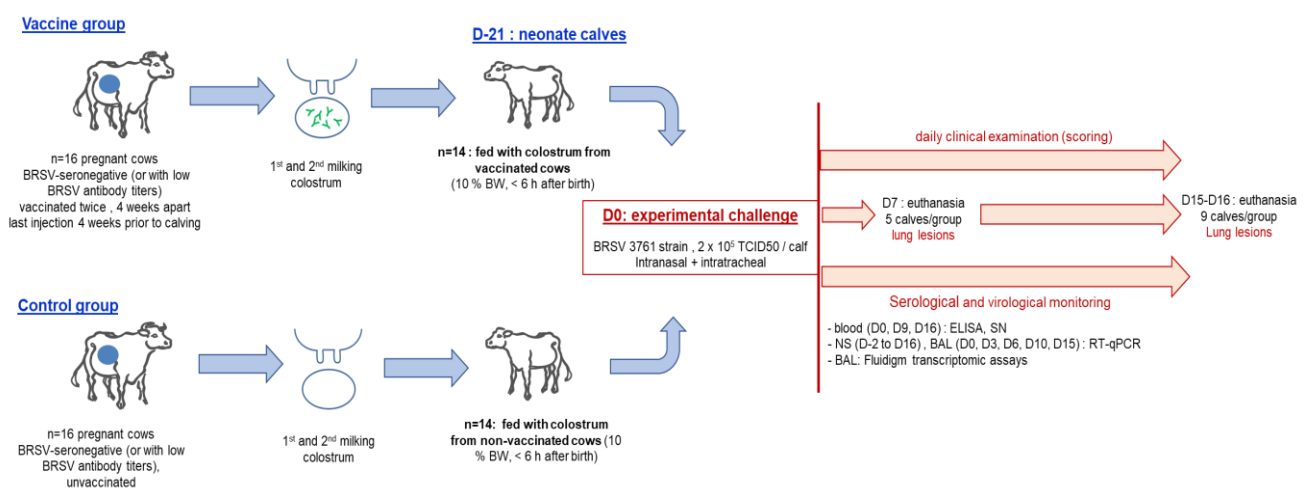 Vaccine group
n=16 pregnant cows
BRSV-seronegative (or with low
BRSV antibody titers)
vaccinated twice , 4 weeks apart
last injection 4 weeks prior to calving
1st and 2nd milking
colostrum
D-21 : neonate calves
n=14 : fed with colostrum from
vaccinated cows
(10 % BW, < 6 h after birth)
Control group
n=16 pregnant cows
BRSV-seronegative (or with low
BRSV antibody titers),
unvaccinated
1st and 2nd milking
colostrum
n=14: fed with colostrum
from non-vaccinated cows (10
% BW, < 6 h after birth)
D0: experimental challenge
BRSV 3761 strain , 2 x 10⁵ TCID50 / calf
Intranasal + intratracheal
daily clinical examination (scoring)
D7 : euthanasia
5 calves/group
lung lesions
D15-D16 : euthanasia
9 calves/group
Lung lesions
Serological and virological monitoring
- blood (D0, D9, D16) : ELISA, SN
- NS (D-2 to D16) , BAL (D0, D3, D6, D10, D15) : RT-qPCR
- BAL: Fluidigm transcriptomic assays